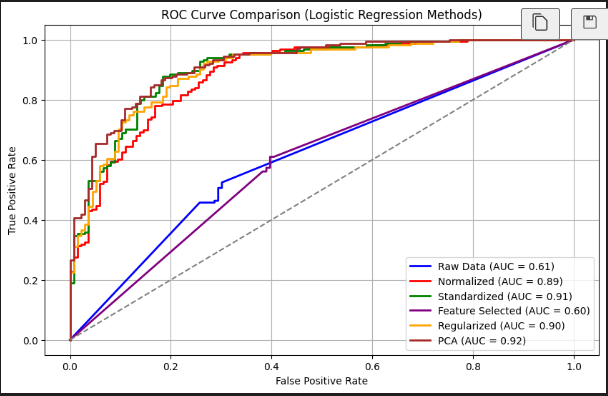 ROC Curve Comparison (Logistic Regression Methods)
1.0
0.8
0.6
0.4
0.2
0.0
True Positive Rate
0.0 0.2 0.4 0.6 0.8 1.0
False Positive Rate
Raw Data (AUC = 0.61)
Normalized (AUC = 0.89)
Standardized (AUC = 0.91)
Feature Selected (AUC = 0.60)
Regularized (AUC = 0.90)
PCA (AUC = 0.92)